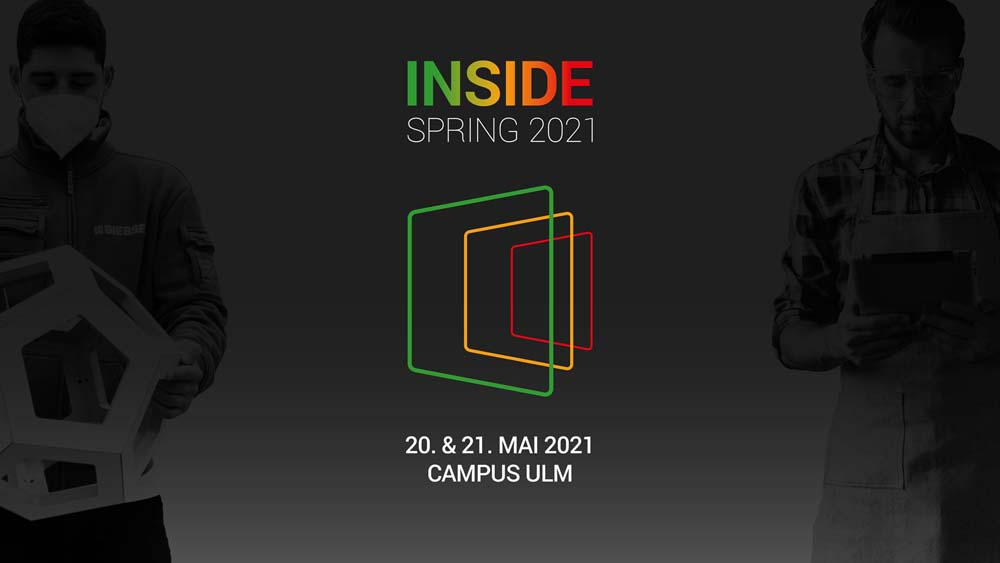 INSIDE
SPRING 2021
20. & 21. MAI 2021
CAMPUS ULM